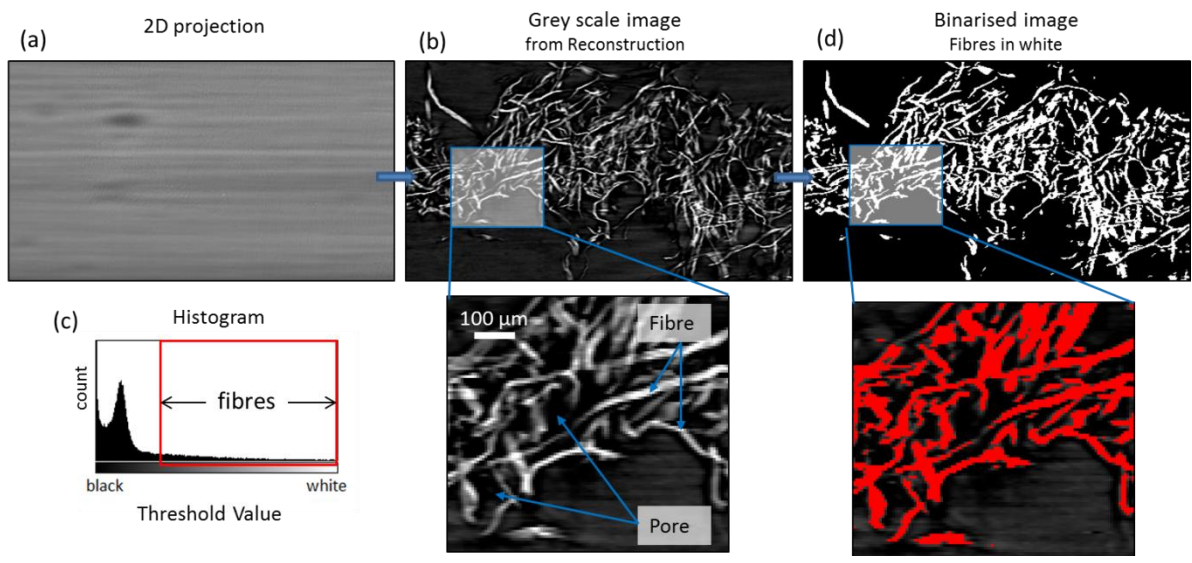 (a)
2D projection
(b)
Grey scale image
from Reconstruction
(d)
Binarised image
Fibres in white
(c)
Histogram
count
fibres
black
white
Threshold Value
100 µm
Fibre
Pore